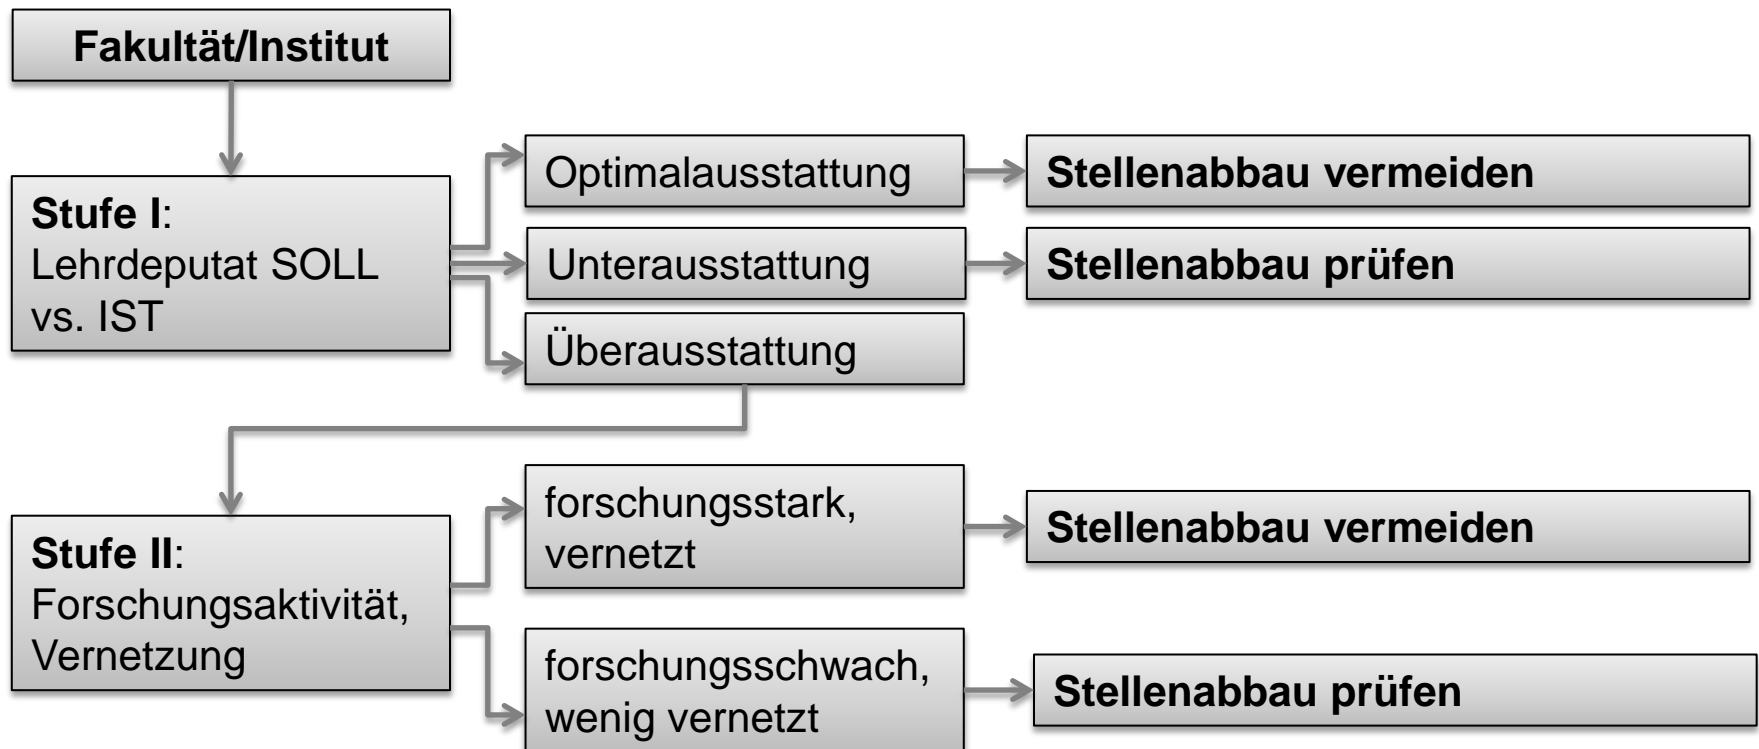 Fakultät/Institut
Optimalausstattung
Stellenabbau vermeiden
Stufe I:
Lehrdeputat SOLL
vs. IST
Unterausstattung
Stellenabbau prüfen
Überausstattung
forschungsstark,
vernetzt
Stellenabbau vermeiden
Stufe II:
Forschungsaktivität,
Vernetzung
forschungsschwach,
wenig vernetzt
Stellenabbau prüfen